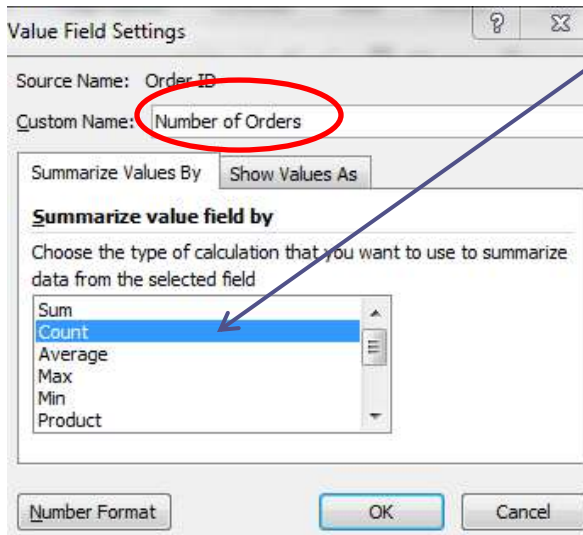 Value Field Settings
Source Name: Order ID
Custom Name: Number of Orders
Summarize Values By Show Values As
Summarize value field by
Choose the type of calculation that you want to use to summarize
data from the selected field
Sum
Count
Average
Max
Min
Product
Number Format OK Cancel